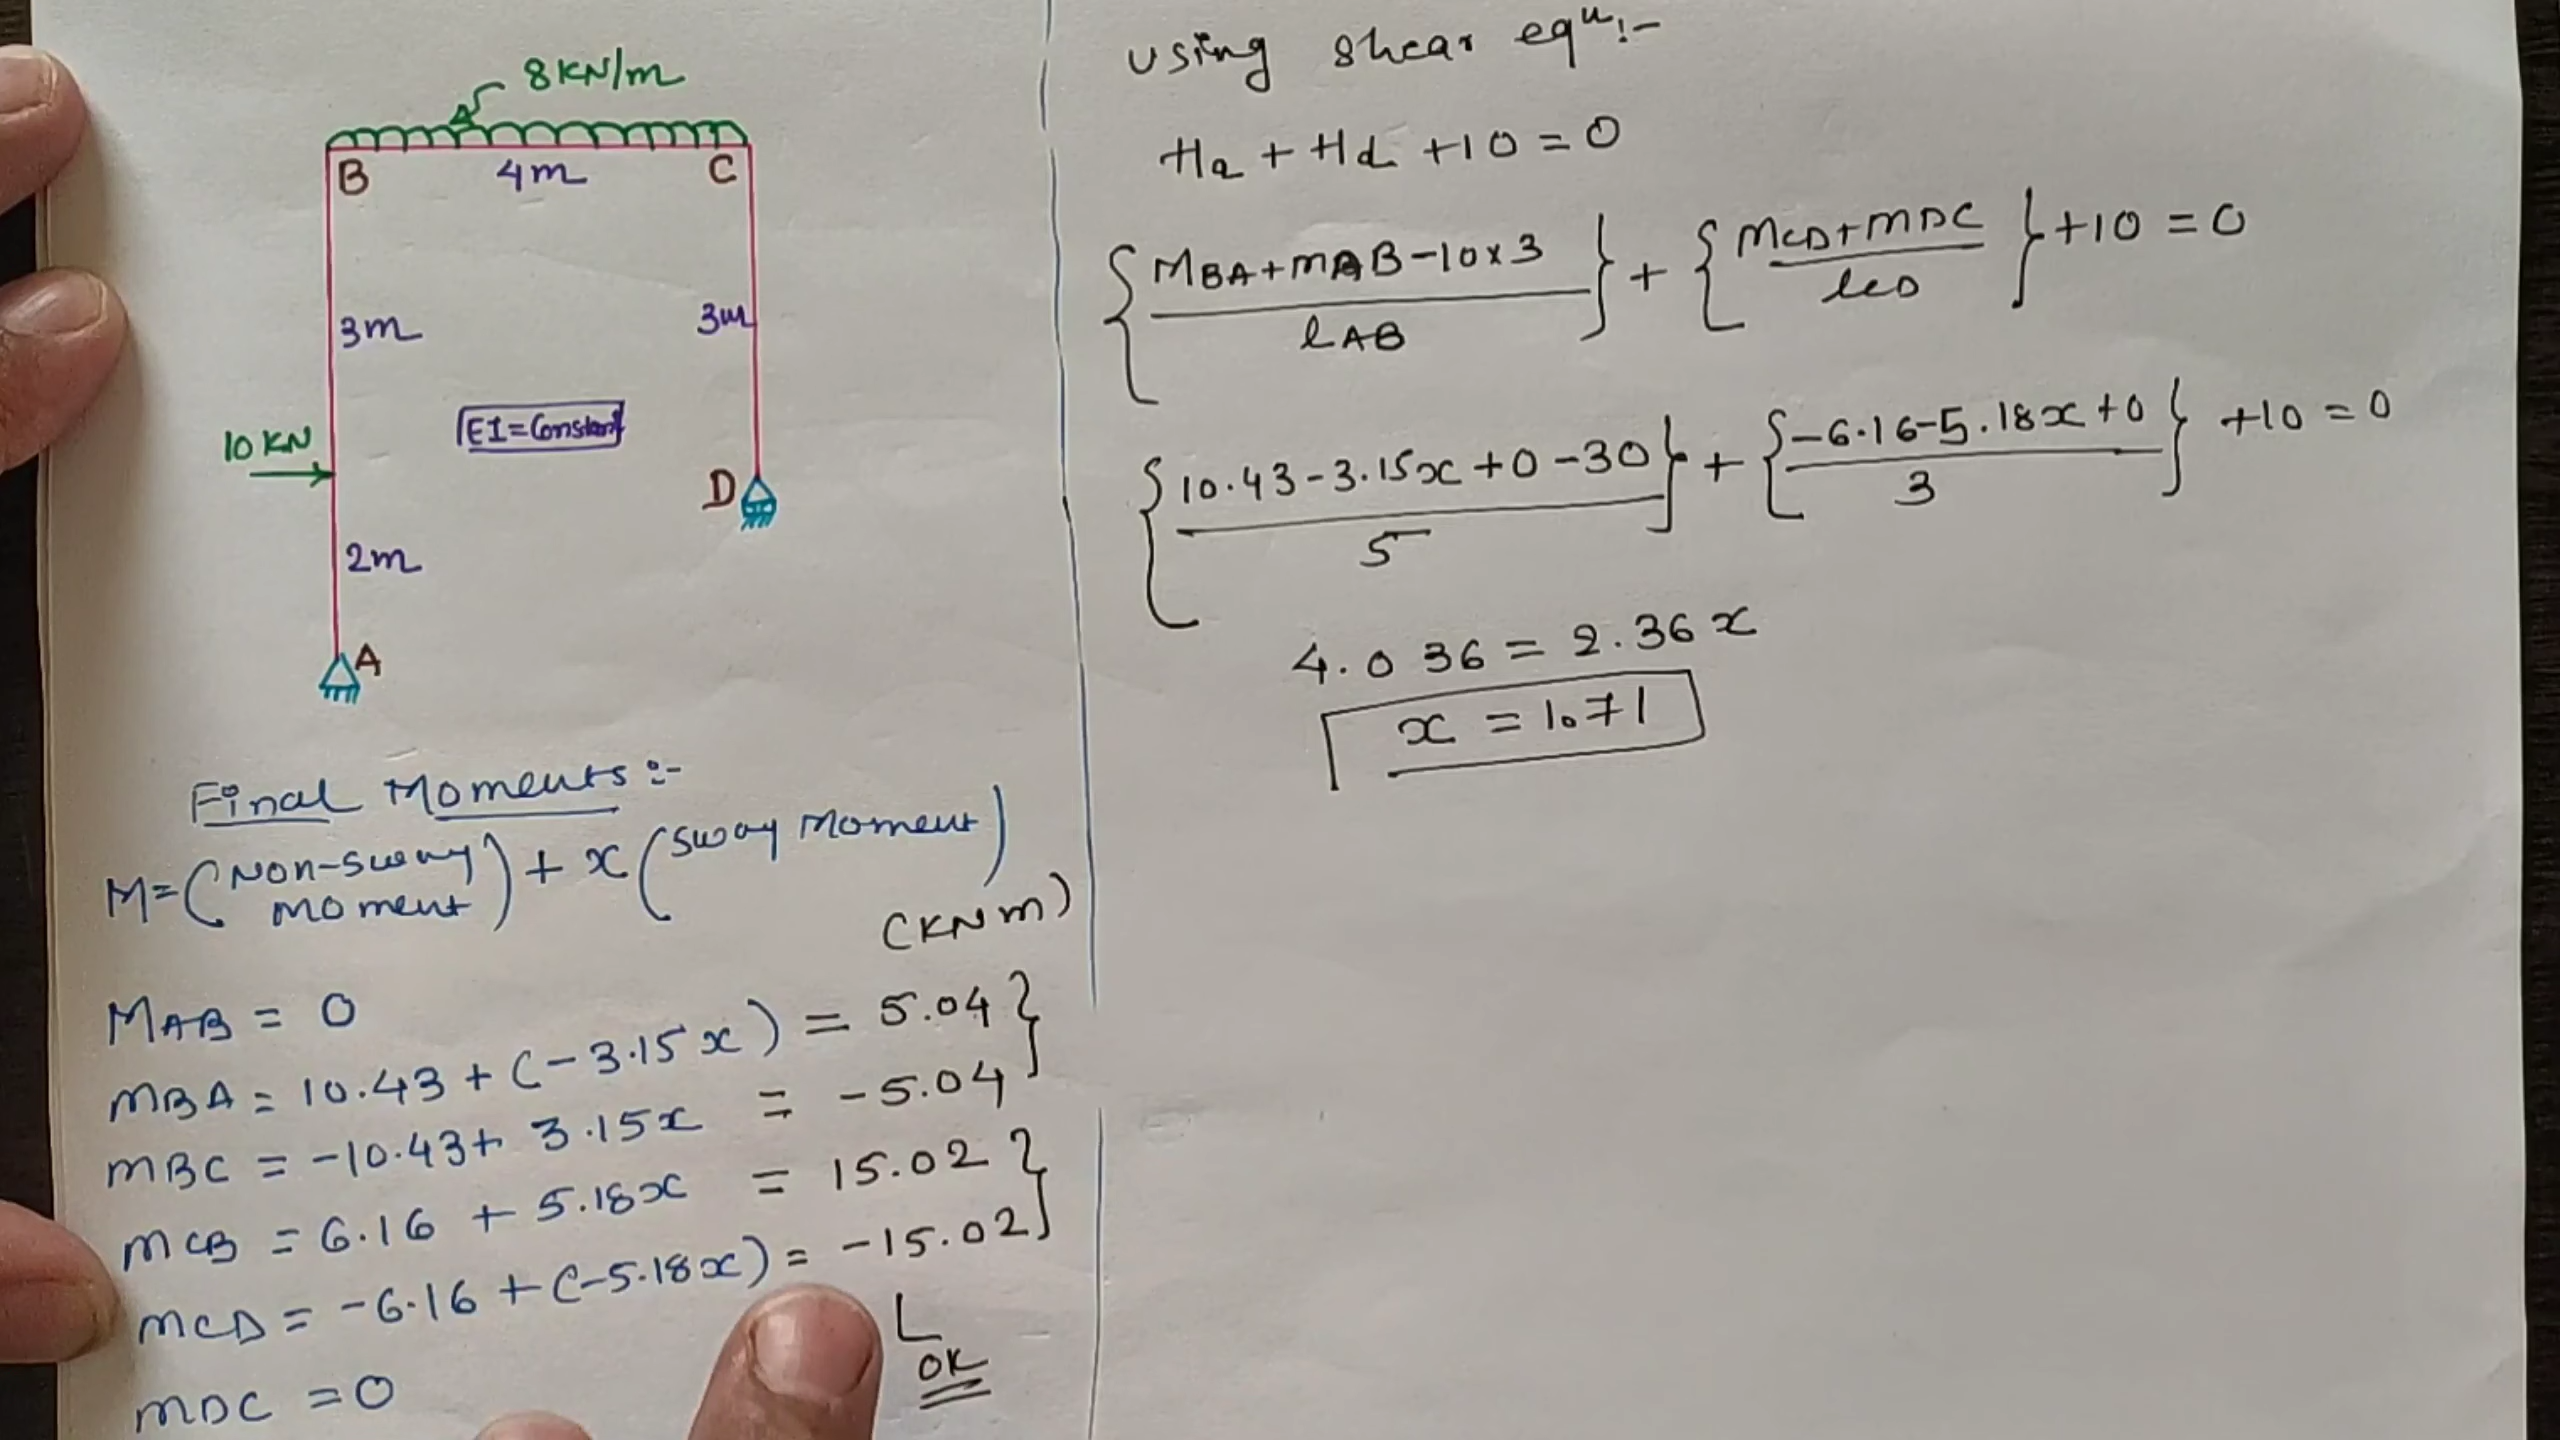 8KN/m
B 4m C
3m 3m
10 KN
EI=Constant
D
2m
A
Final Moments:-
M=(Non-sway moment) + x (sway moment)
(KNm)
MAB = 0
MBA = 10.43 + (-3.15x) = 5.04
MBC = -10.43 + 3.15x = -5.04
MCB = 6.16 + 5.18x = 15.02
MCD = -6.16 + (-5.18x) = -15.02
OK
MDC = 0
Using shear equn:-
Ha + Hd +10 = 0
{MBA+MAB-10x3 / lAB} + {MCD+MDC / lCD} +10 = 0
{10.43-3.15x+0-30 / 5} + {-6.16-5.18x+0 / 3} +10 = 0
4.036 = 2.36x
x = 1.71